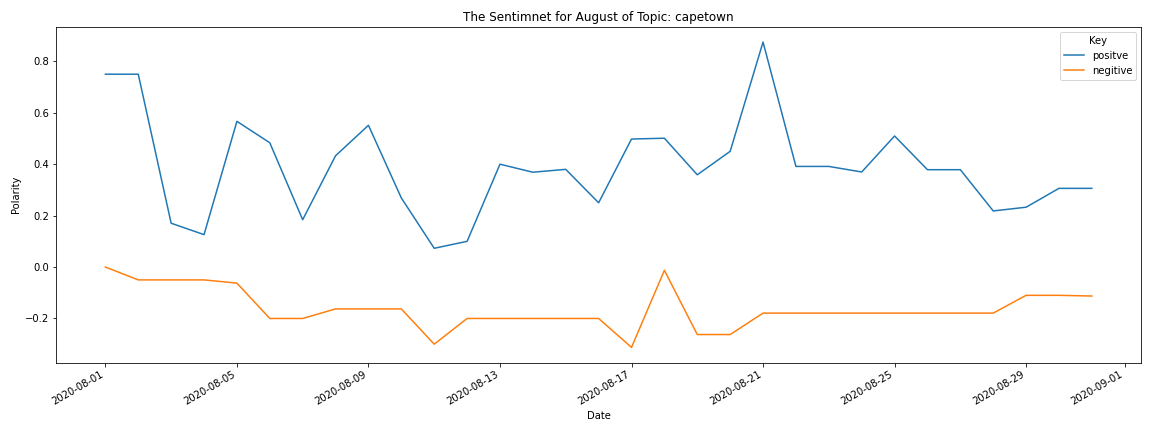 The Sentimnet for August of Topic: capetown
Key
positve
negitive
Polarity
0.8
0.6
0.4
0.2
0.0
−0.2
2020-08-01
2020-08-05
2020-08-09
2020-08-13
2020-08-17
2020-08-21
2020-08-25
2020-08-29
2020-09-01
Date